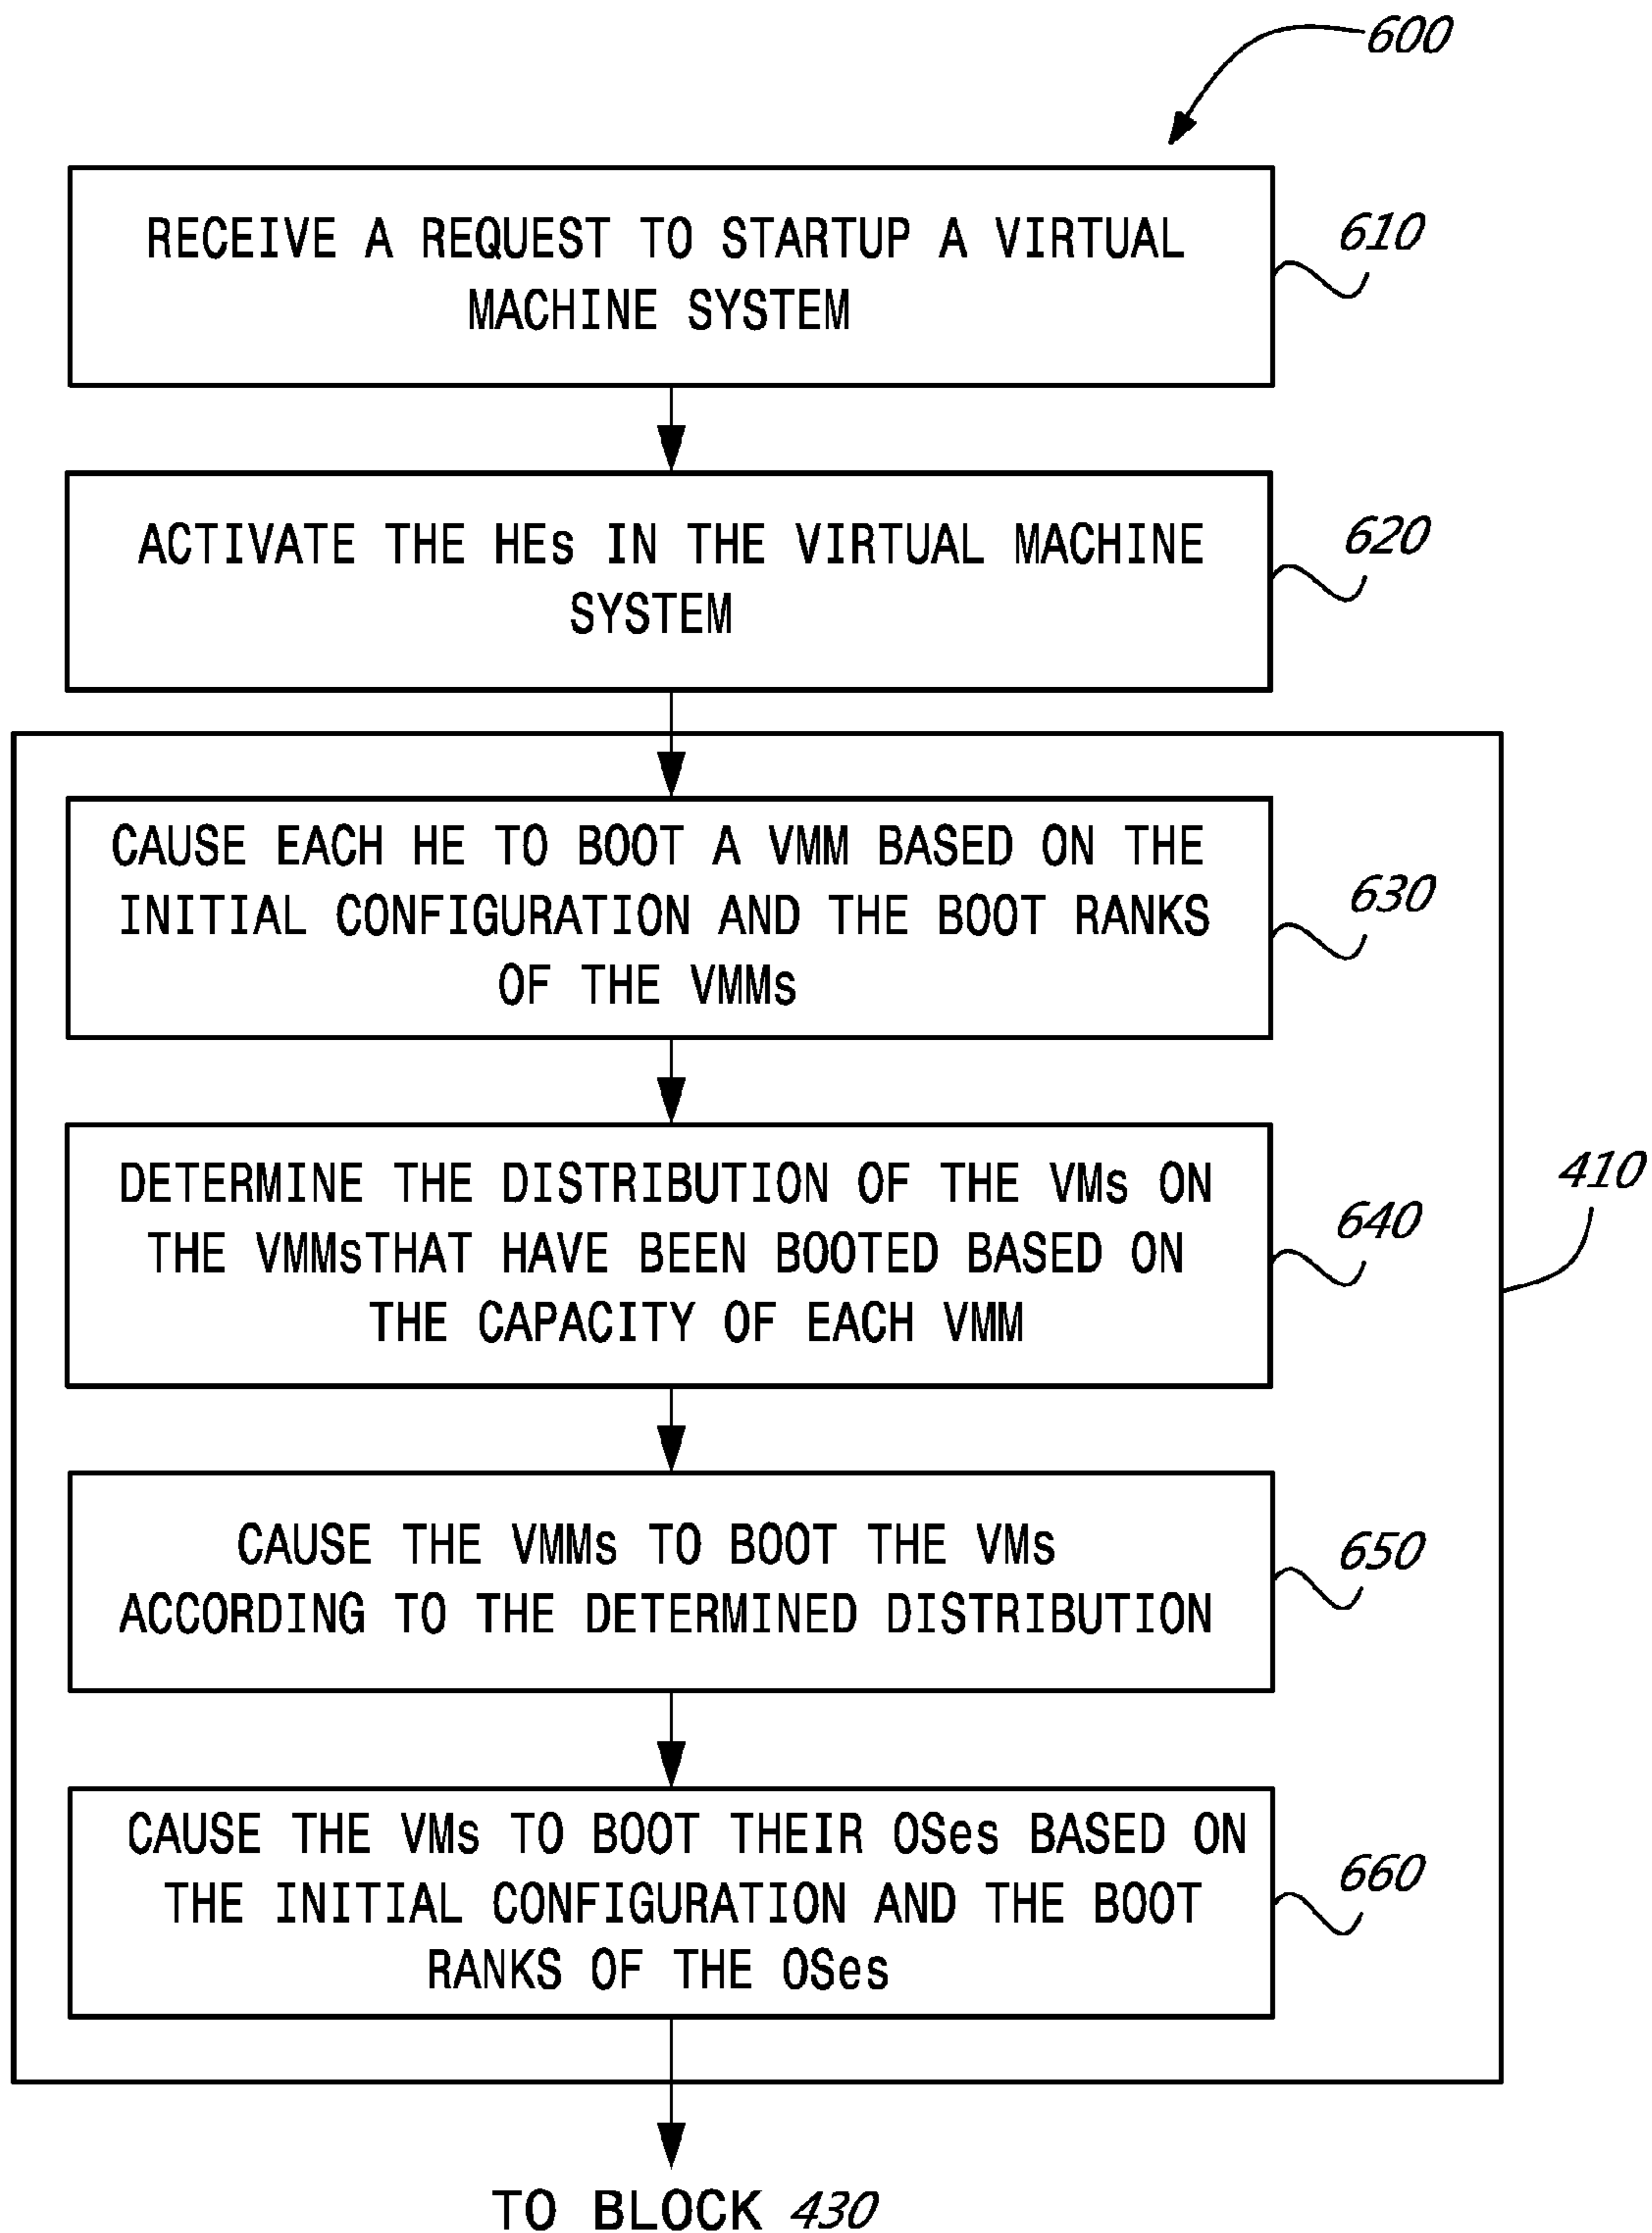 600
RECEIVE A REQUEST TO STARTUP A VIRTUAL
MACHINE SYSTEM
610
ACTIVATE THE HEs IN THE VIRTUAL MACHINE
SYSTEM
620
CAUSE EACH HE TO BOOT A VMM BASED ON THE
INITIAL CONFIGURATION AND THE BOOT RANKS
OF THE VMMs
630
DETERMINE THE DISTRIBUTION OF THE VMs ON
THE VMMsTHAT HAVE BEEN BOOTED BASED ON
THE CAPACITY OF EACH VMM
640
410
CAUSE THE VMMs TO BOOT THE VMs
ACCORDING TO THE DETERMINED DISTRIBUTION
650
CAUSE THE VMs TO BOOT THEIR OSes BASED ON
THE INITIAL CONFIGURATION AND THE BOOT
RANKS OF THE OSes
660
TO BLOCK 430